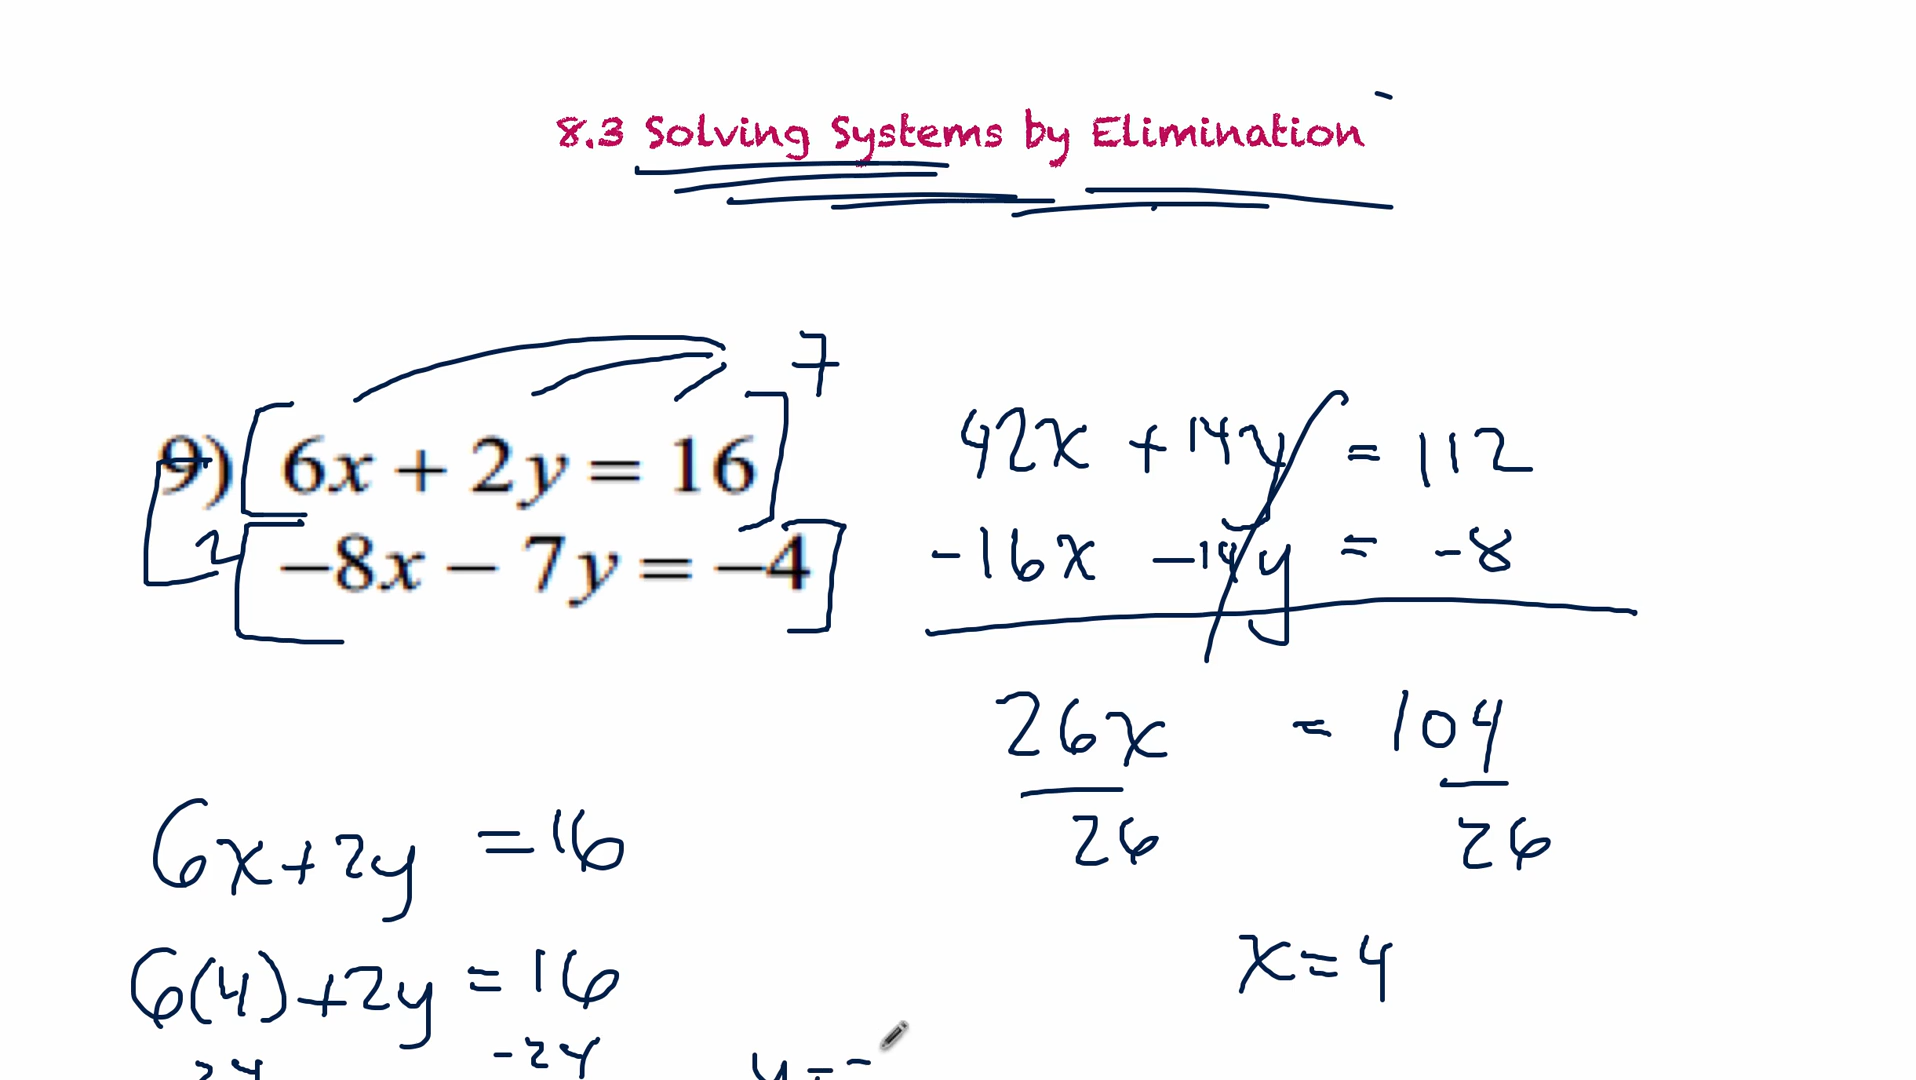 8.3 Solving Systems by Elimination
7
9) 6x + 2y = 16
2 −8x − 7y = −4
42x + 14y = 112
-16x − 14y = -8
26x = 104
26 26
x = 4
6x + 2y = 16
6(4) + 2y = 16
-24
y = -